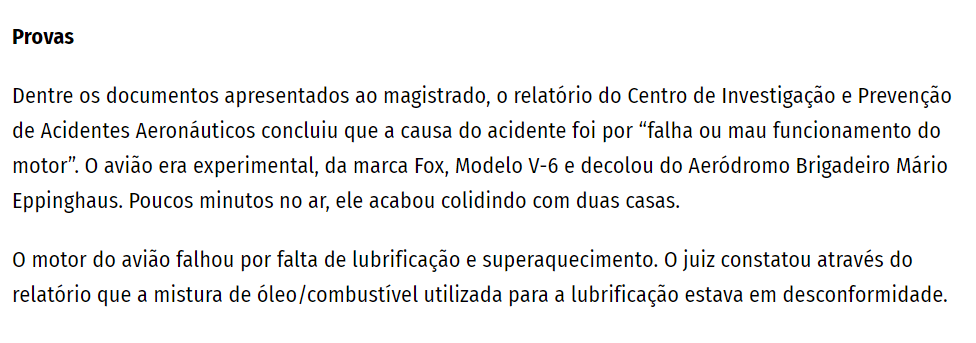 Provas
Dentre os documentos apresentados ao magistrado, o relatório do Centro de Investigação e Prevenção
de Acidentes Aeronáuticos concluiu que a causa do acidente foi por “falha ou mau funcionamento do
motor”. O avião era experimental, da marca Fox, Modelo V-6 e decolou do Aeródromo Brigadeiro Mário
Eppinghaus. Poucos minutos no ar, ele acabou colidindo com duas casas.
O motor do avião falhou por falta de lubrificação e superaquecimento. O juiz constatou através do
relatório que a mistura de óleo/combustível utilizada para a lubrificação estava em desconformidade.